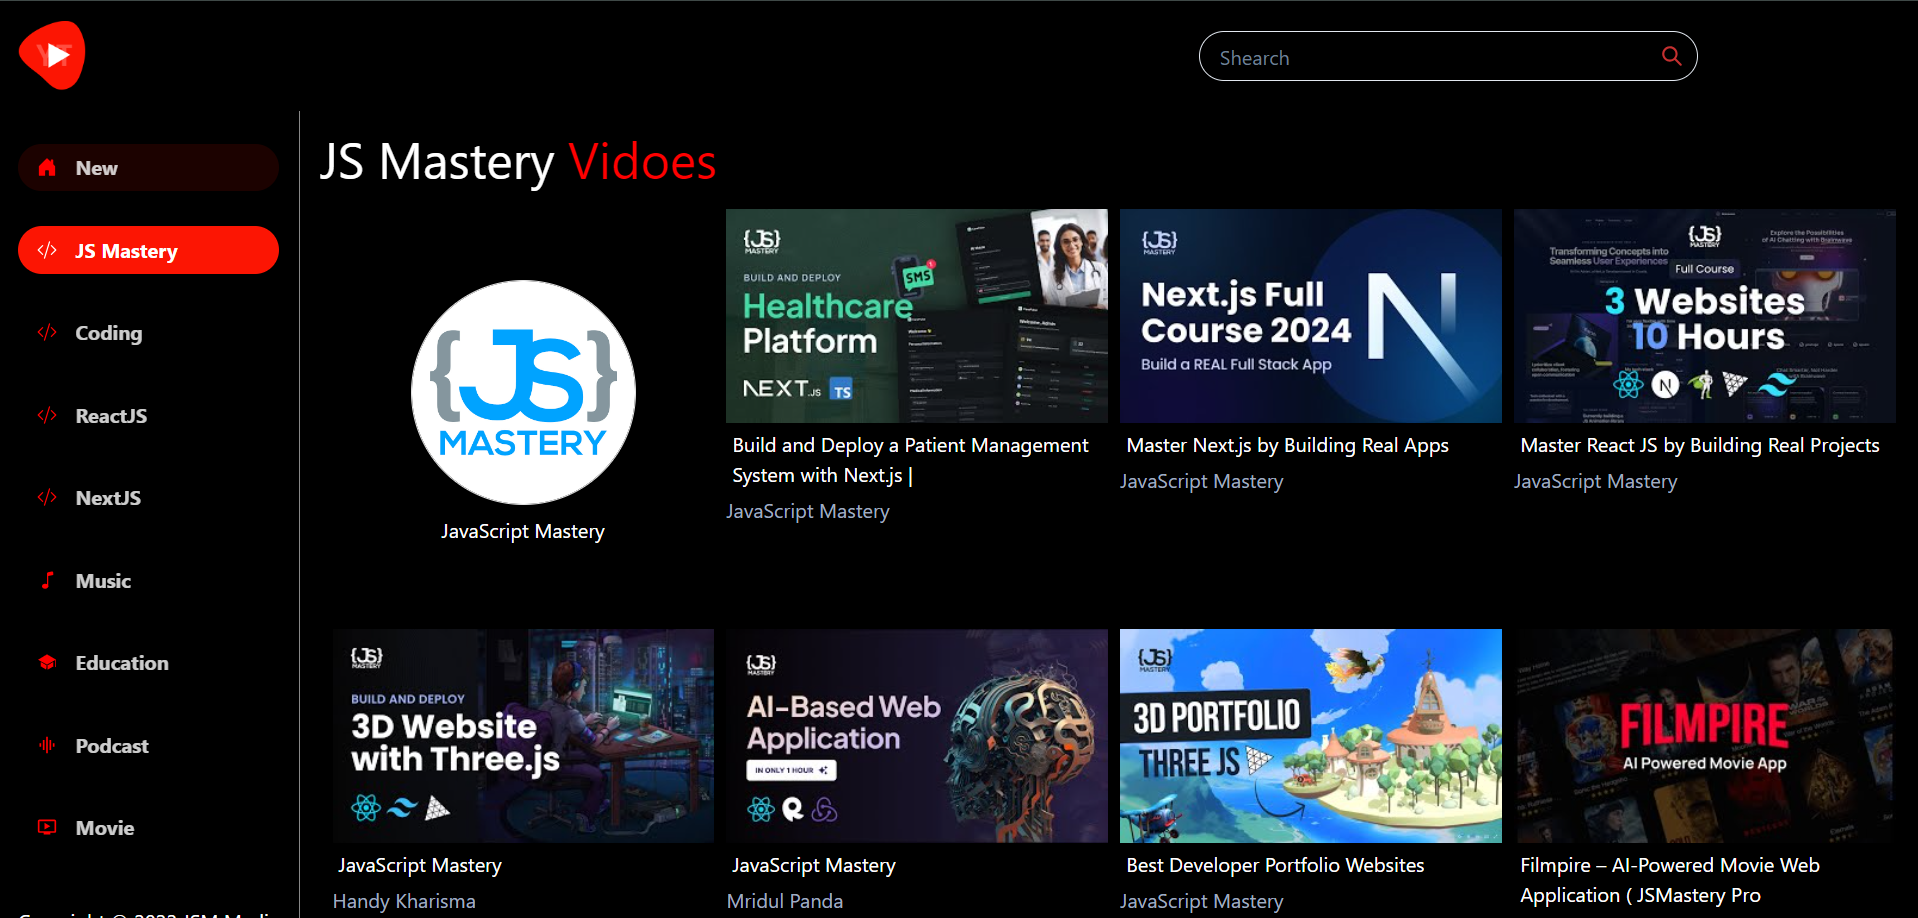 YT
Shearch
New
JS Mastery
Coding
ReactJS
NextJS
Music
Education
Podcast
Movie
JS Mastery Vidoes
{JS}
MASTERY
JavaScript Mastery
{JS}
MASTERY
BUILD AND DEPLOY
Healthcare
Platform
NEXT.JS TS
SMS
Build and Deploy a Patient Management
System with Next.js |
JavaScript Mastery
{JS}
MASTERY
Next.js Full
Course 2024
Build a REAL Full Stack App
N
Master Next.js by Building Real Apps
JavaScript Mastery
{JS}
MASTERY
Transforming Concepts into
Seamless User Experiences
Explore the Possibilities
of AI Chatting with Brainwave
Full Course
3 Websites
10 Hours
N
Master React JS by Building Real Projects
JavaScript Mastery
{JS}
MASTERY
BUILD AND DEPLOY
3D Website
with Three.js
JavaScript Mastery
Handy Kharisma
{JS}
MASTERY
AI-Based Web
Application
IN ONLY 1 HOUR
JavaScript Mastery
Mridul Panda
{JS}
MASTERY
3D PORTFOLIO
THREE JS
Best Developer Portfolio Websites
JavaScript Mastery
FILMPIRE
AI Powered Movie App
Filmpire – AI-Powered Movie Web
Application ( JSMastery Pro